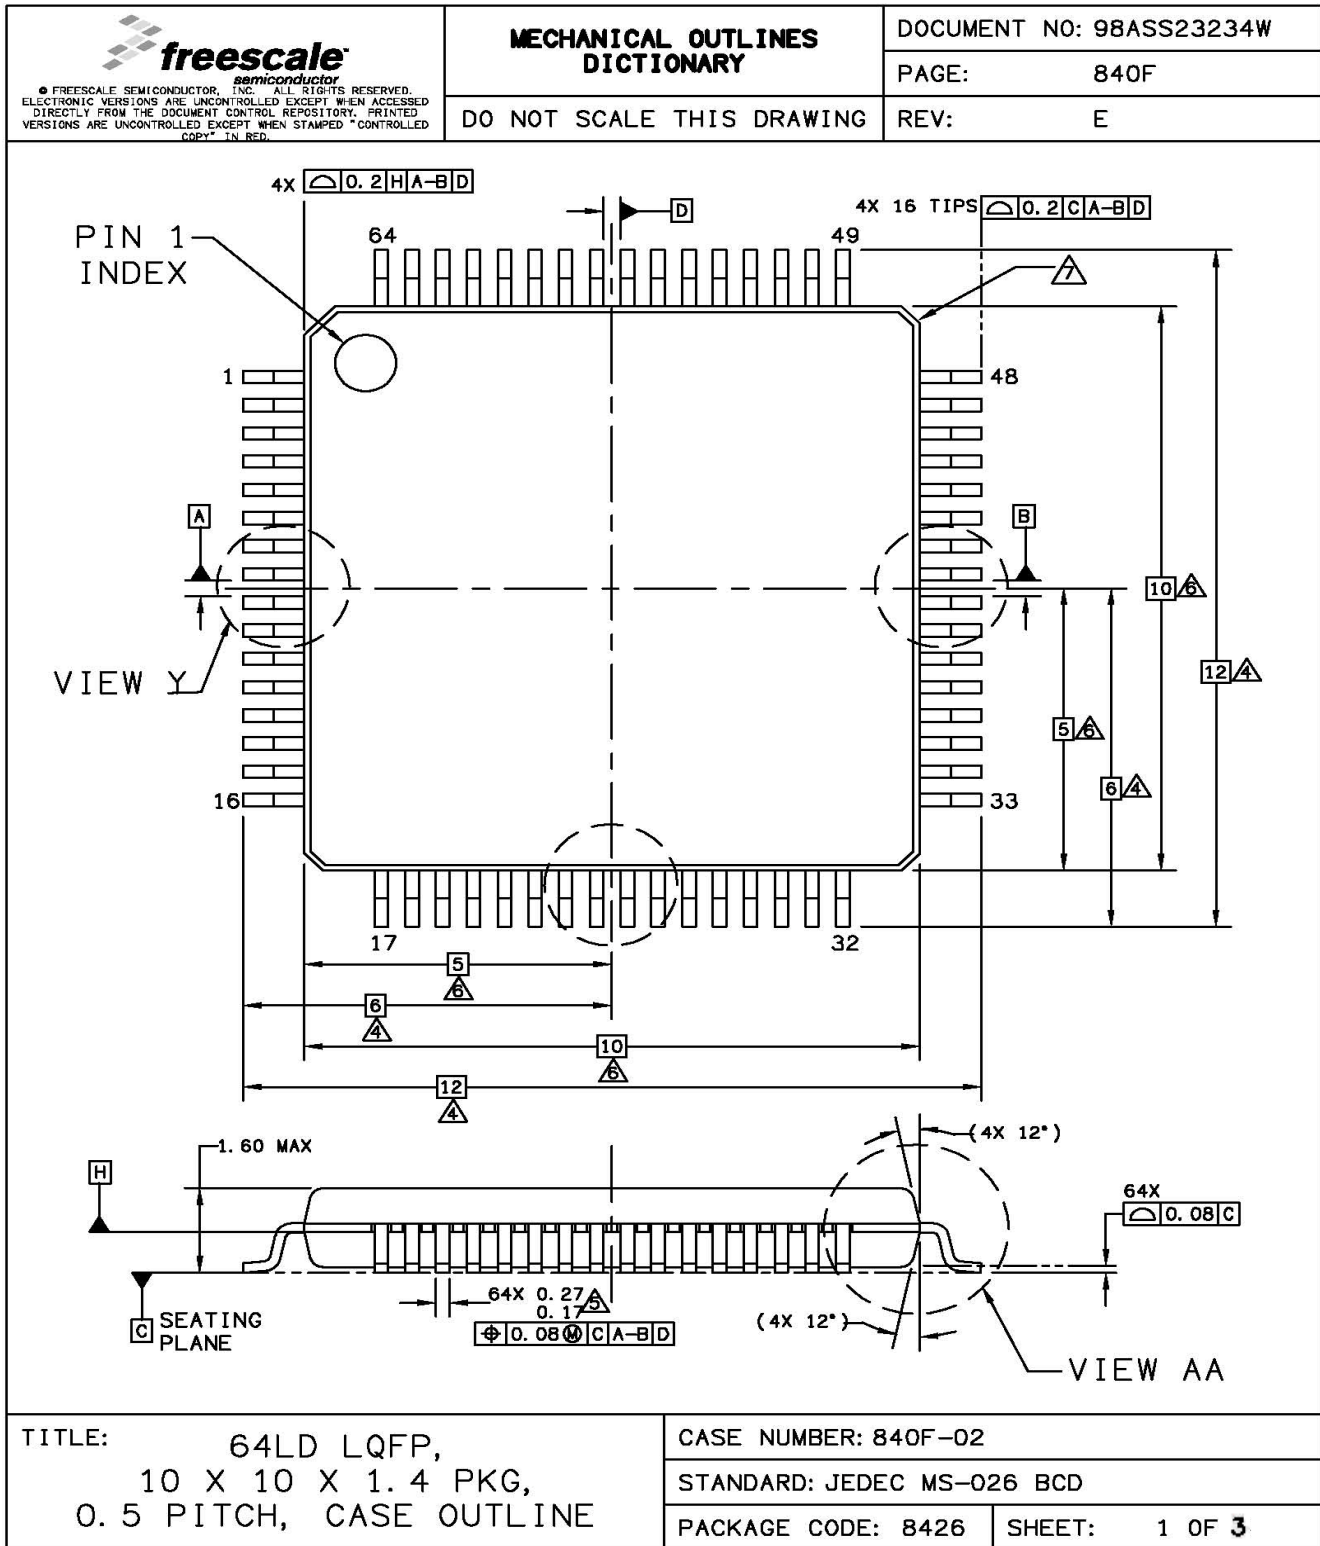 freescale™
semiconductor
© FREESCALE SEMICONDUCTOR, INC. ALL RIGHTS RESERVED.
ELECTRONIC VERSIONS ARE UNCONTROLLED EXCEPT WHEN ACCESSED
DIRECTLY FROM THE DOCUMENT CONTROL REPOSITORY. PRINTED
VERSIONS ARE UNCONTROLLED EXCEPT WHEN STAMPED "CONTROLLED
COPY" IN RED.
MECHANICAL OUTLINES
DICTIONARY
DO NOT SCALE THIS DRAWING
DOCUMENT NO: 98ASS23234W
PAGE: 840F
REV: E
4X ⌓ 0.2 H A-B D
D
4X 16 TIPS ⌓ 0.2 C A-B D
PIN 1
INDEX
64
49
7
1
48
A
B
10 6
VIEW Y
12 4
5 6
6 4
16
33
17
32
5
6
6
4
10
6
12
4
1.60 MAX
(4X 12°)
H
64X
⌓ 0.08 C
64X 0.27
0.17
5
⌖ 0.08 Ⓜ C A-B D
C
SEATING
PLANE
(4X 12°)
VIEW AA
TITLE:
64LD LQFP,
10 X 10 X 1.4 PKG,
0.5 PITCH, CASE OUTLINE
CASE NUMBER: 840F-02
STANDARD: JEDEC MS-026 BCD
PACKAGE CODE: 8426
SHEET: 1 OF 3